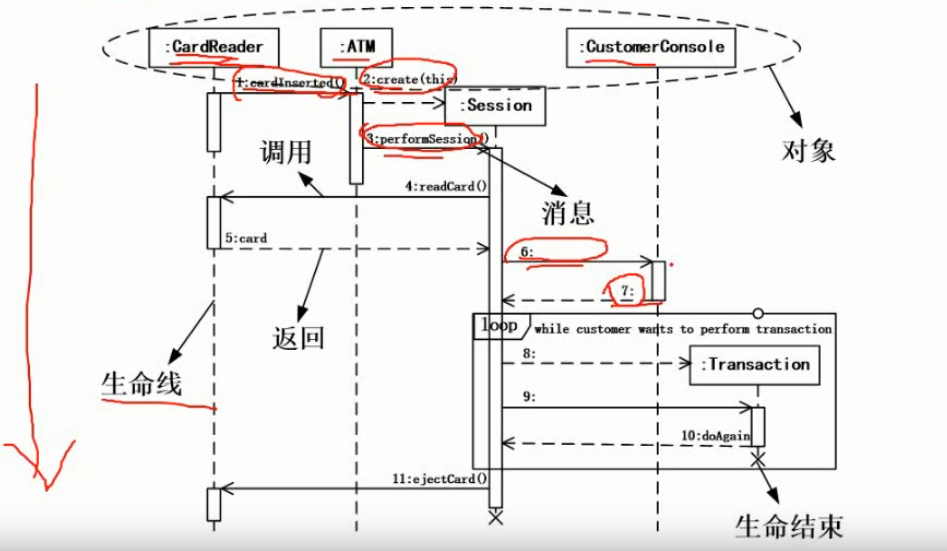 :CardReader
:ATM
:CustomerConsole
1:cardInserted()
2:create(this)
:Session
对象
3:performSession()
调用
4:readCard()
消息
5:card
6:
7:
返回
loop
while customer wants to perform transaction
8:
:Transaction
生命线
9:
10:doAgain
11:ejectCard()
生命结束